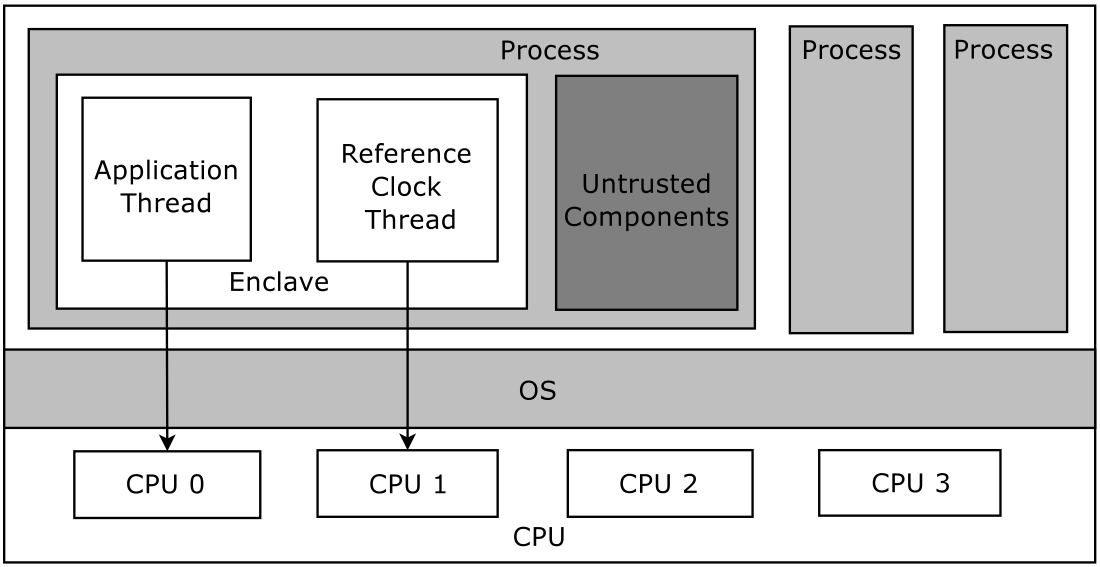 Process
Process
Process
Application
Thread
Reference
Clock
Thread
Untrusted
Components
Enclave
OS
CPU 0
CPU 1
CPU 2
CPU 3
CPU